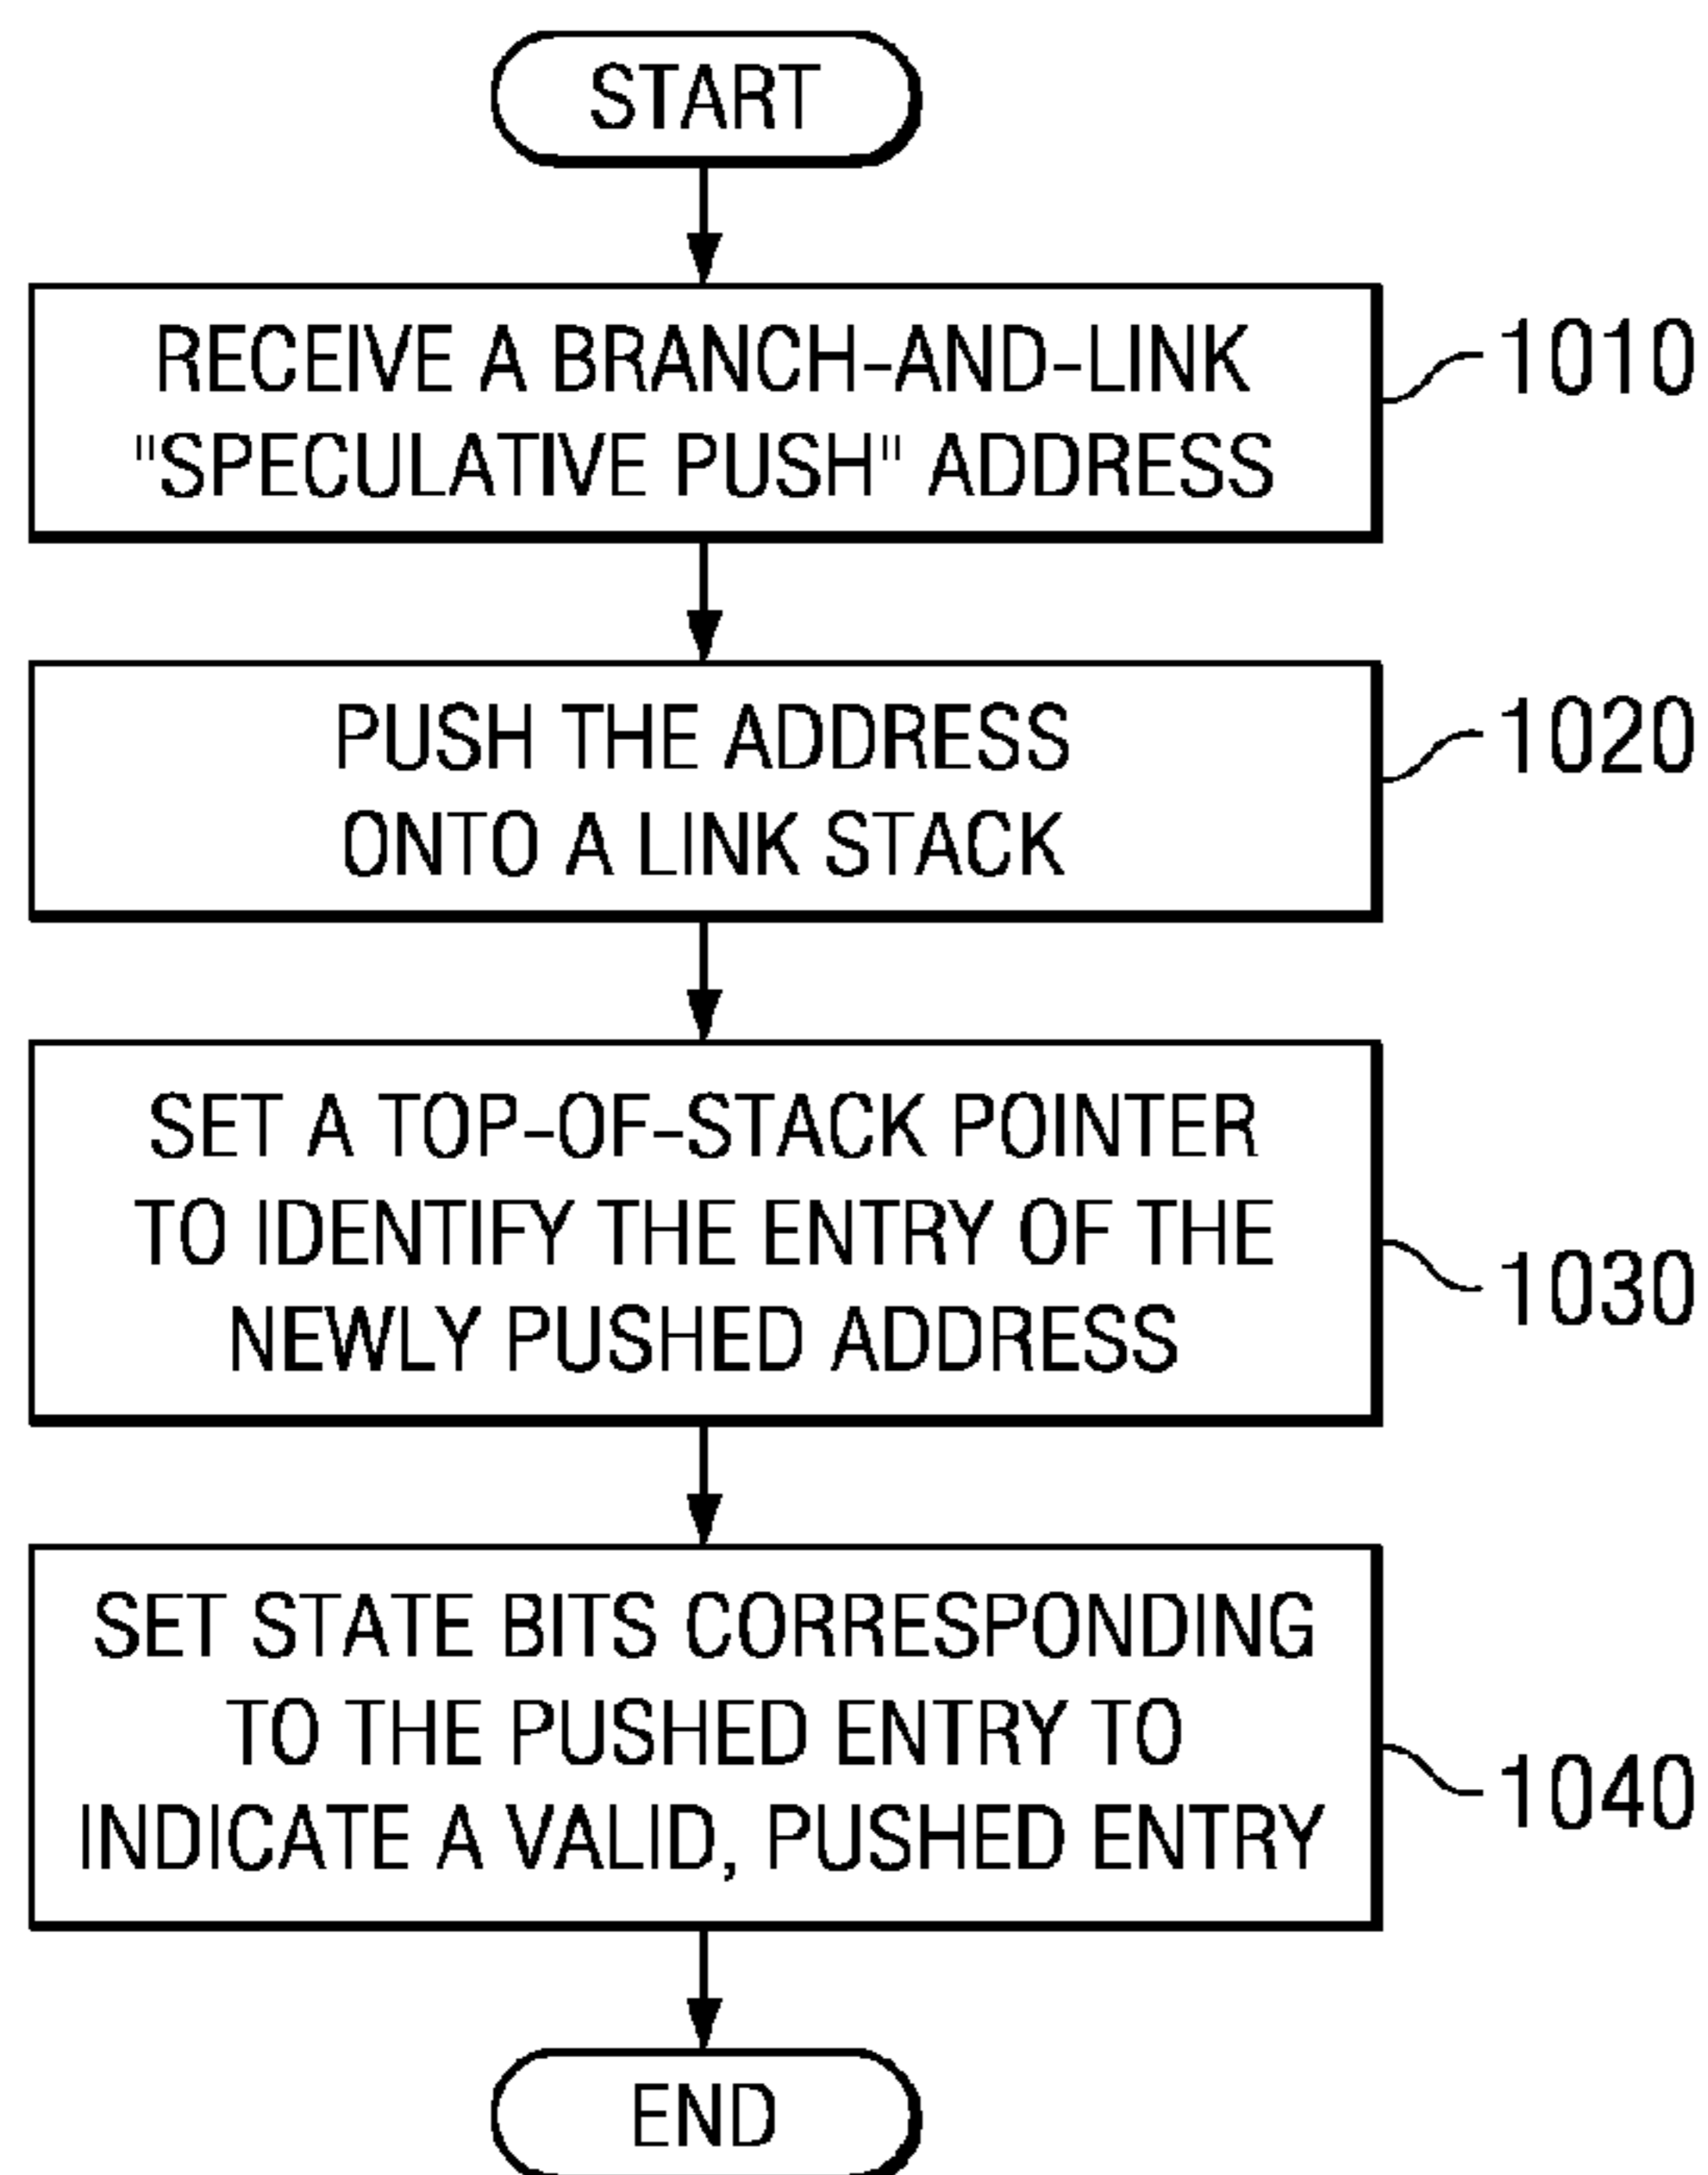 START
RECEIVE A BRANCH-AND-LINK
"SPECULATIVE PUSH" ADDRESS
1010
PUSH THE ADDRESS
ONTO A LINK STACK
1020
SET A TOP-OF-STACK POINTER
TO IDENTIFY THE ENTRY OF THE
NEWLY PUSHED ADDRESS
1030
SET STATE BITS CORRESPONDING
TO THE PUSHED ENTRY TO
INDICATE A VALID, PUSHED ENTRY
1040
END